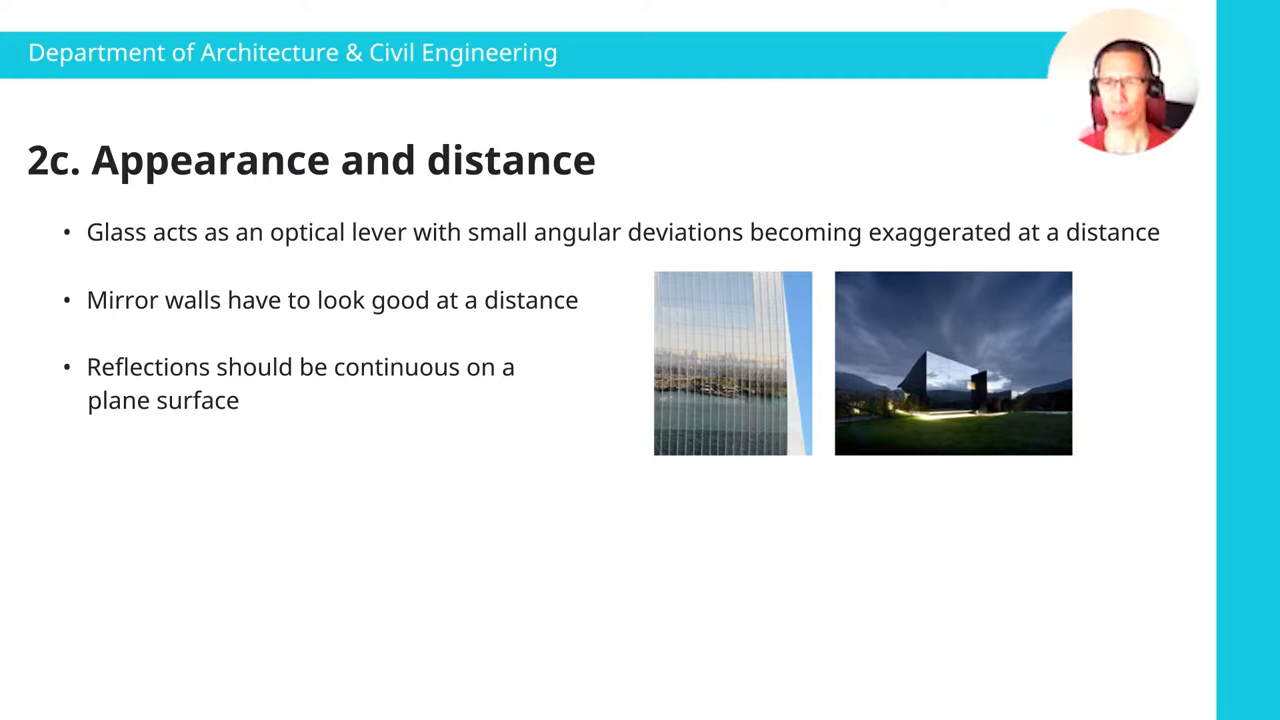 Department of Architecture & Civil Engineering
2c. Appearance and distance
• Glass acts as an optical lever with small angular deviations becoming exaggerated at a distance
• Mirror walls have to look good at a distance
• Reflections should be continuous on a
plane surface